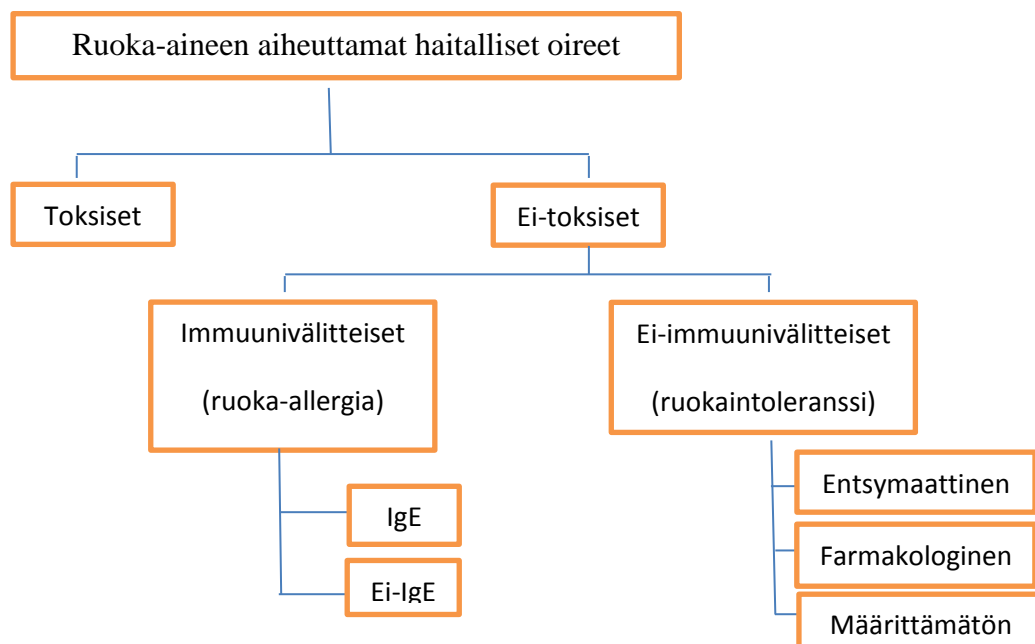 Ruoka-aineen aiheuttamat haitalliset oireet
Toksiset
Ei-toksiset
Immuunivälitteiset
(ruoka-allergia)
Ei-immuunivälitteiset
(ruokaintoleranssi)
IgE
Ei-IgE
Entsymaattinen
Farmakologinen
Määrittämätön